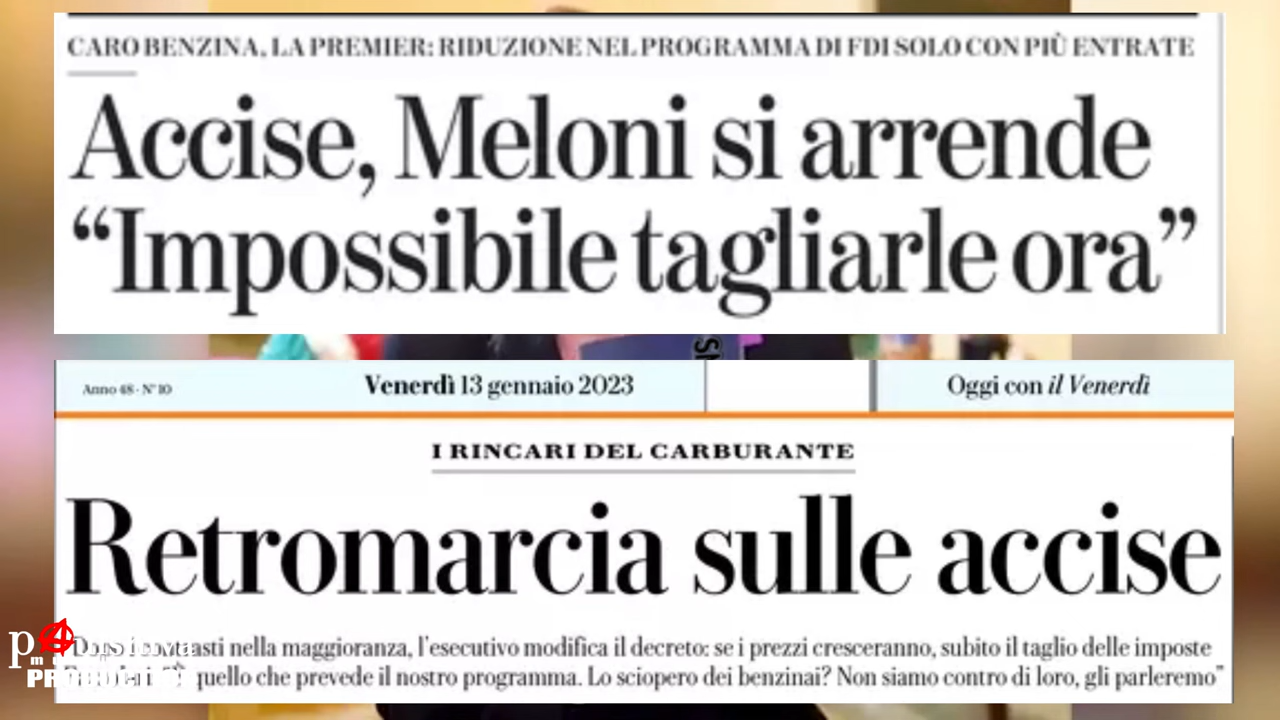 CARO BENZINA, LA PREMIER: RIDUZIONE NEL PROGRAMMA DI FDI SOLO CON PIÙ ENTRATE
Accise, Meloni si arrende
“Impossibile tagliarle ora”
Anno 48 - N° 10
Venerdì 13 gennaio 2023
Oggi con il Venerdì
I RINCARI DEL CARBURANTE
Retromarcia sulle accise
nella maggioranza, l'esecutivo modifica il decreto: se i prezzi cresceranno, subito il taglio delle imposte
quello che prevede il nostro programma. Lo sciopero dei benzinai? Non siamo contro di loro, gli parleremo”